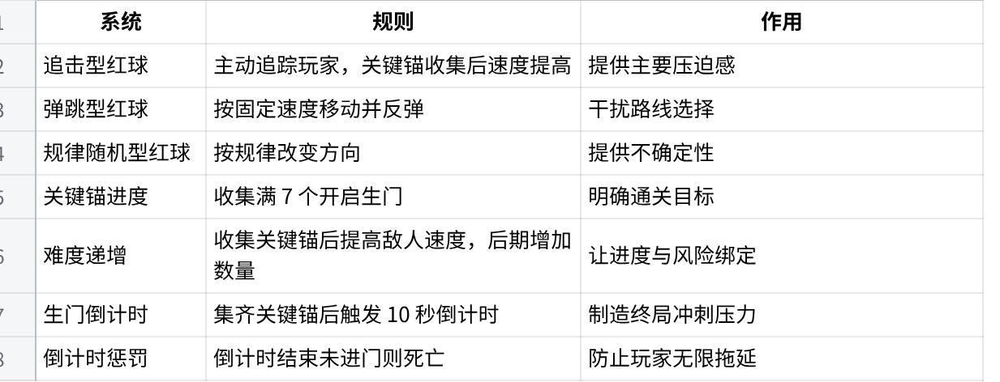 1 系统 规则 作用
2 追击型红球 主动追踪玩家，关键锚收集后速度提高 提供主要压迫感
3 弹跳型红球 按固定速度移动并反弹 干扰路线选择
4 规律随机型红球 按规律改变方向 提供不确定性
5 关键锚进度 收集满 7 个开启生门 明确通关目标
6 难度递增 收集关键锚后提高敌人速度，后期增加
数量 让进度与风险绑定
7 生门倒计时 集齐关键锚后触发 10 秒倒计时 制造终局冲刺压力
8 倒计时惩罚 倒计时结束未进门则死亡 防止玩家无限拖延